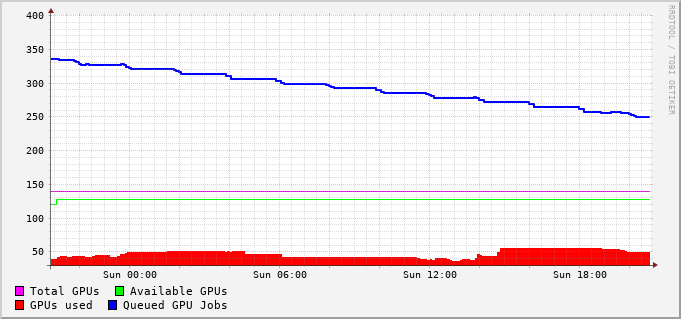 400
350
300
250
200
150
100
50
Sun 00:00 Sun 06:00 Sun 12:00 Sun 18:00
Total GPUs Available GPUs
GPUs used Queued GPU Jobs
RRDTOOL / TOBI OETIKER